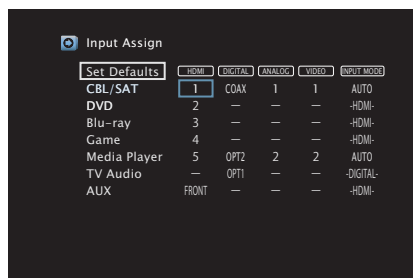 Input Assign
Set Defaults HDMI DIGITAL ANALOG VIDEO INPUT MODE
CBL/SAT 1 COAX 1 1 AUTO
DVD 2 — — — -HDMI-
Blu-ray 3 — — — -HDMI-
Game 4 — — — -HDMI-
Media Player 5 OPT2 2 2 AUTO
TV Audio — OPT1 — — -DIGITAL-
AUX FRONT — — — -HDMI-